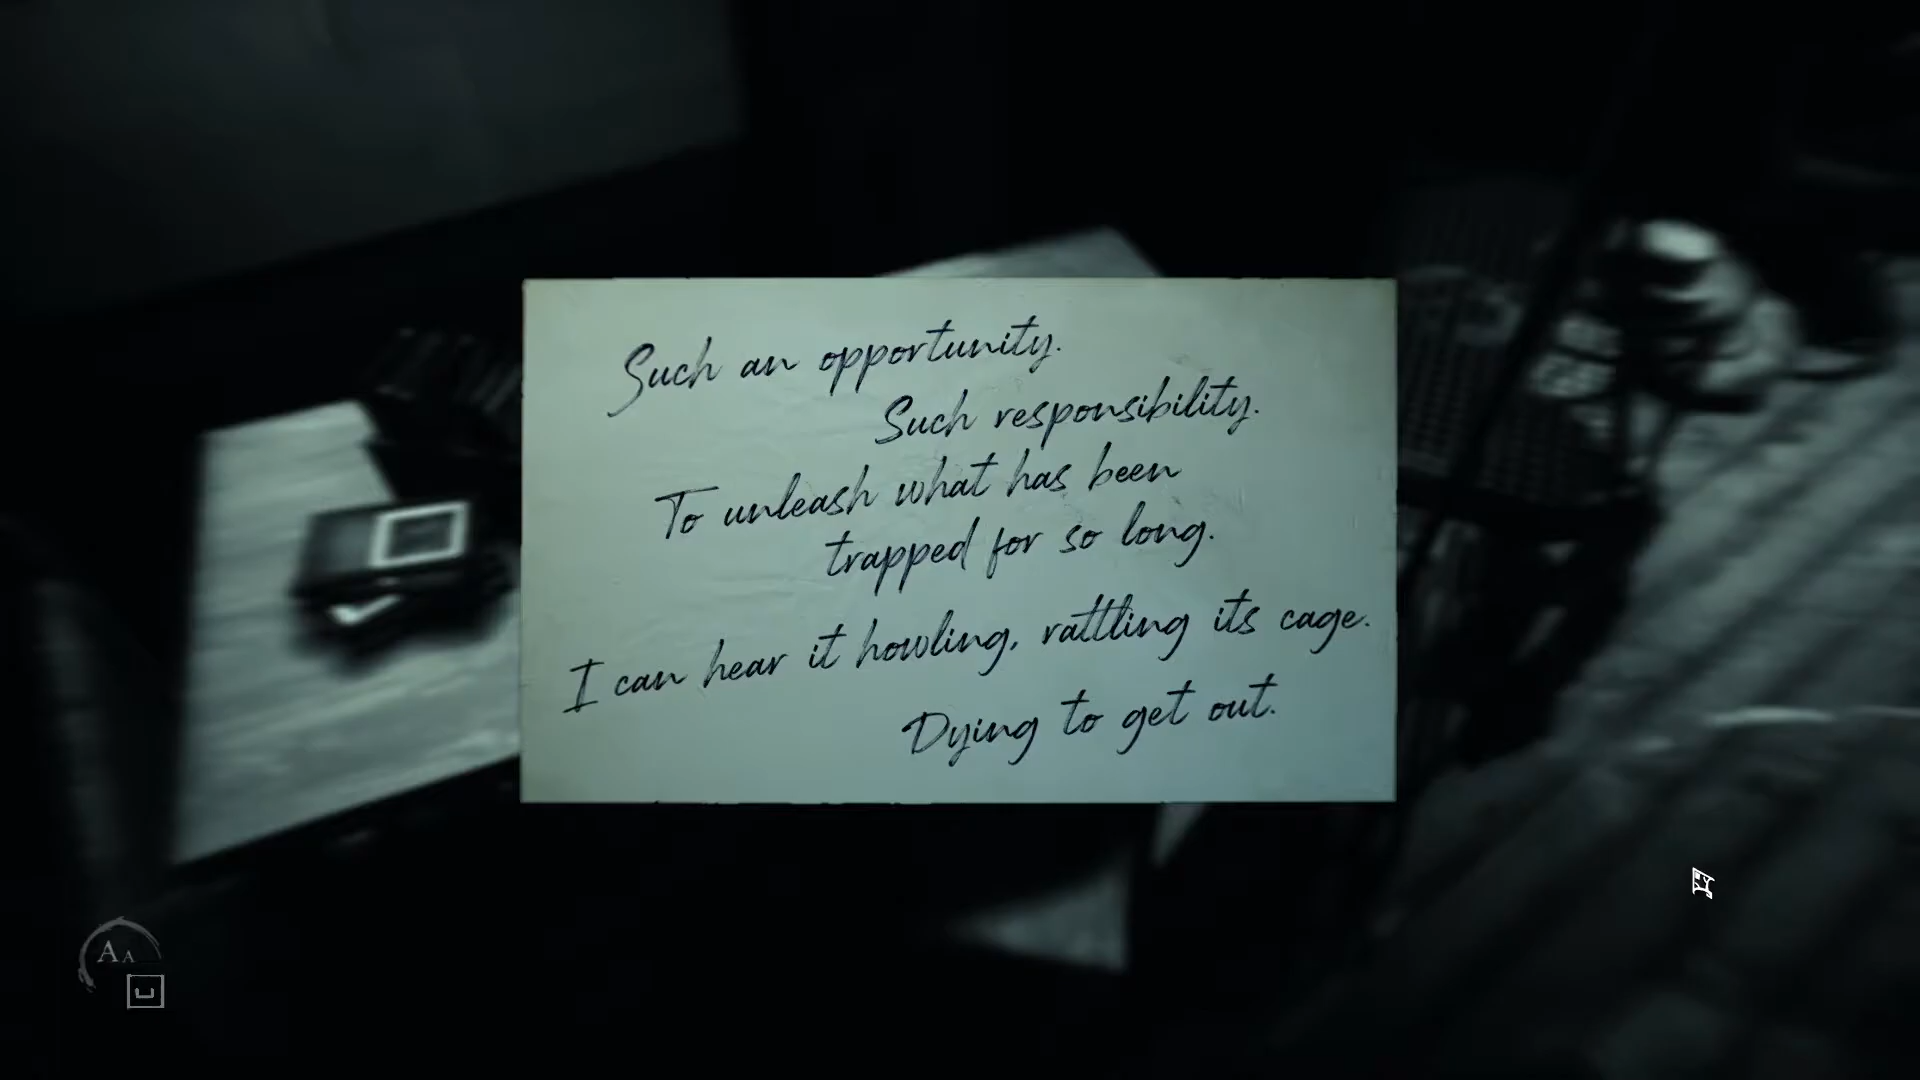 Such an opportunity.
Such responsibility.
To unleash what has been
trapped for so long.
I can hear it howling, rattling its cage.
Dying to get out.
AA